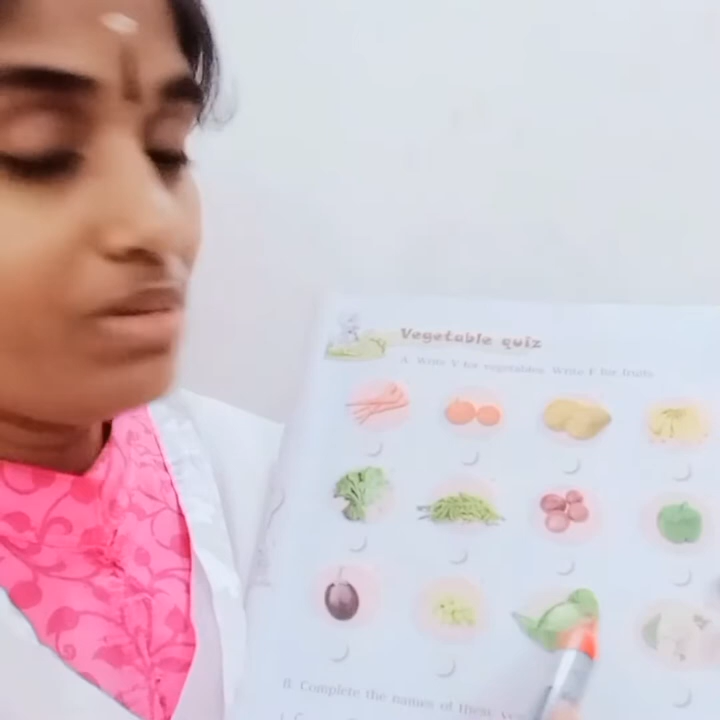 Vegetable quiz
A. Write V for vegetables. Write F for fruits.
B. Complete the names of these